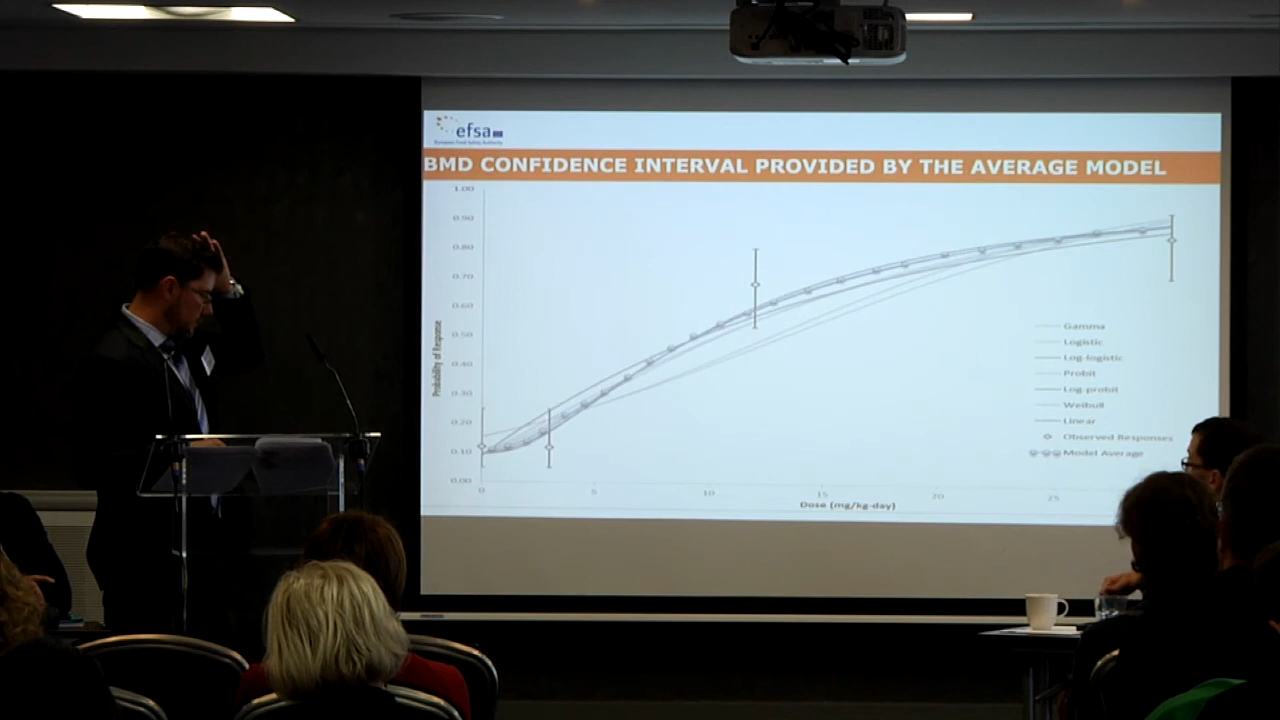 efsa
European Food Safety Authority
BMD CONFIDENCE INTERVAL PROVIDED BY THE AVERAGE MODEL
1.00
0.90
0.80
0.70
0.60
0.50
0.40
0.30
0.20
0.10
0.00
Probability of Response
0
5
10
15
20
25
Dose (mg/kg-day)
Gamma
Logistic
Log-logistic
Probit
Log-probit
Weibull
Linear
Observed Responses
Model Average